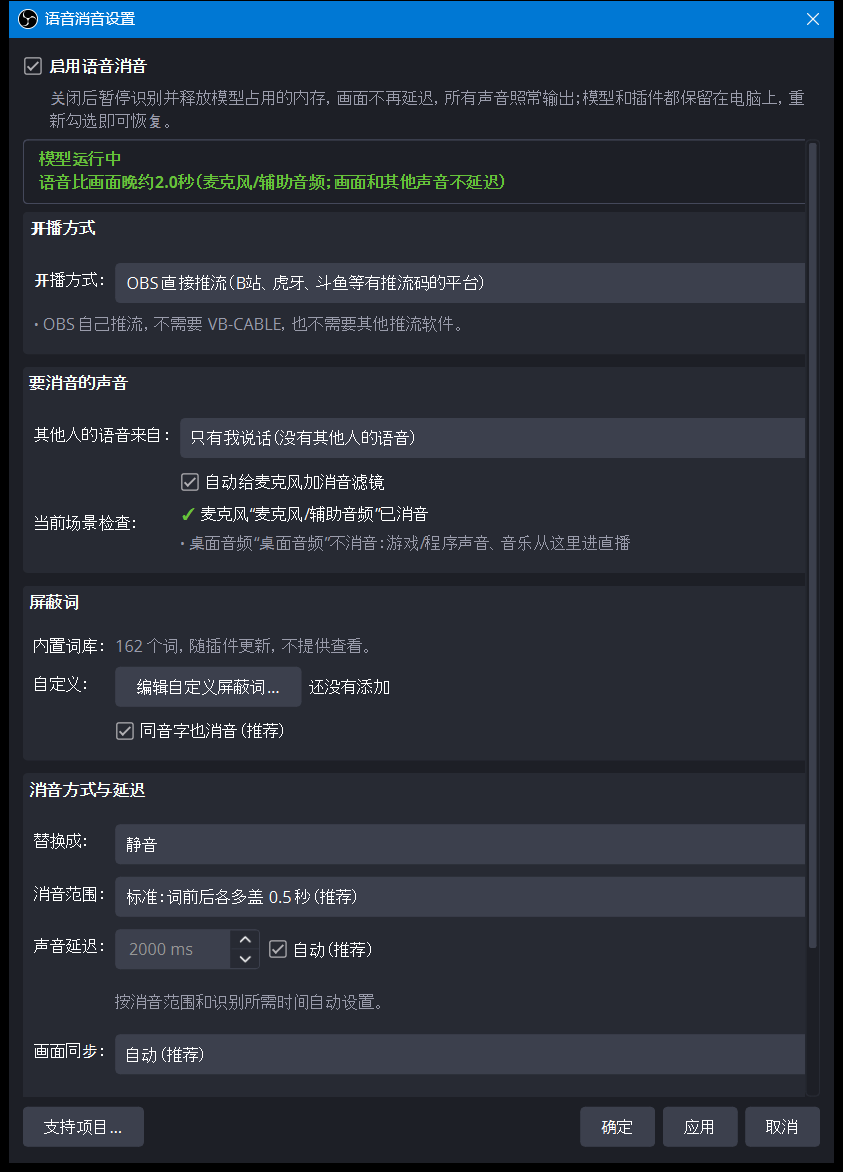 语音消音设置
启用语音消音
关闭后暂停识别并释放模型占用的内存, 画面不再延迟, 所有声音照常输出;模型和插件都保留在电脑上, 重
新勾选即可恢复。
模型运行中
语音比画面晚约2.0秒(麦克风/辅助音频; 画面和其他声音不延迟)
开播方式
开播方式: OBS直接推流(B站、虎牙、斗鱼等有推流码的平台)
· OBS 自己推流, 不需要 VB-CABLE, 也不需要其他推流软件。
要消音的声音
其他人的语音来自: 只有我说话(没有其他人的语音)
自动给麦克风加消音滤镜
当前场景检查: ✓ 麦克风“麦克风/辅助音频”已消音
· 桌面音频“桌面音频”不消音:游戏/程序声音、音乐从这里进直播
屏蔽词
内置词库: 162 个词, 随插件更新, 不提供查看。
自定义: 编辑自定义屏蔽词... 还没有添加
同音字也消音 (推荐)
消音方式与延迟
替换成: 静音
消音范围: 标准: 词前后各多盖 0.5 秒 (推荐)
声音延迟: 2000 ms 自动 (推荐)
按消音范围和识别所需时间自动设置。
画面同步: 自动 (推荐)
支持项目... 确定 应用 取消